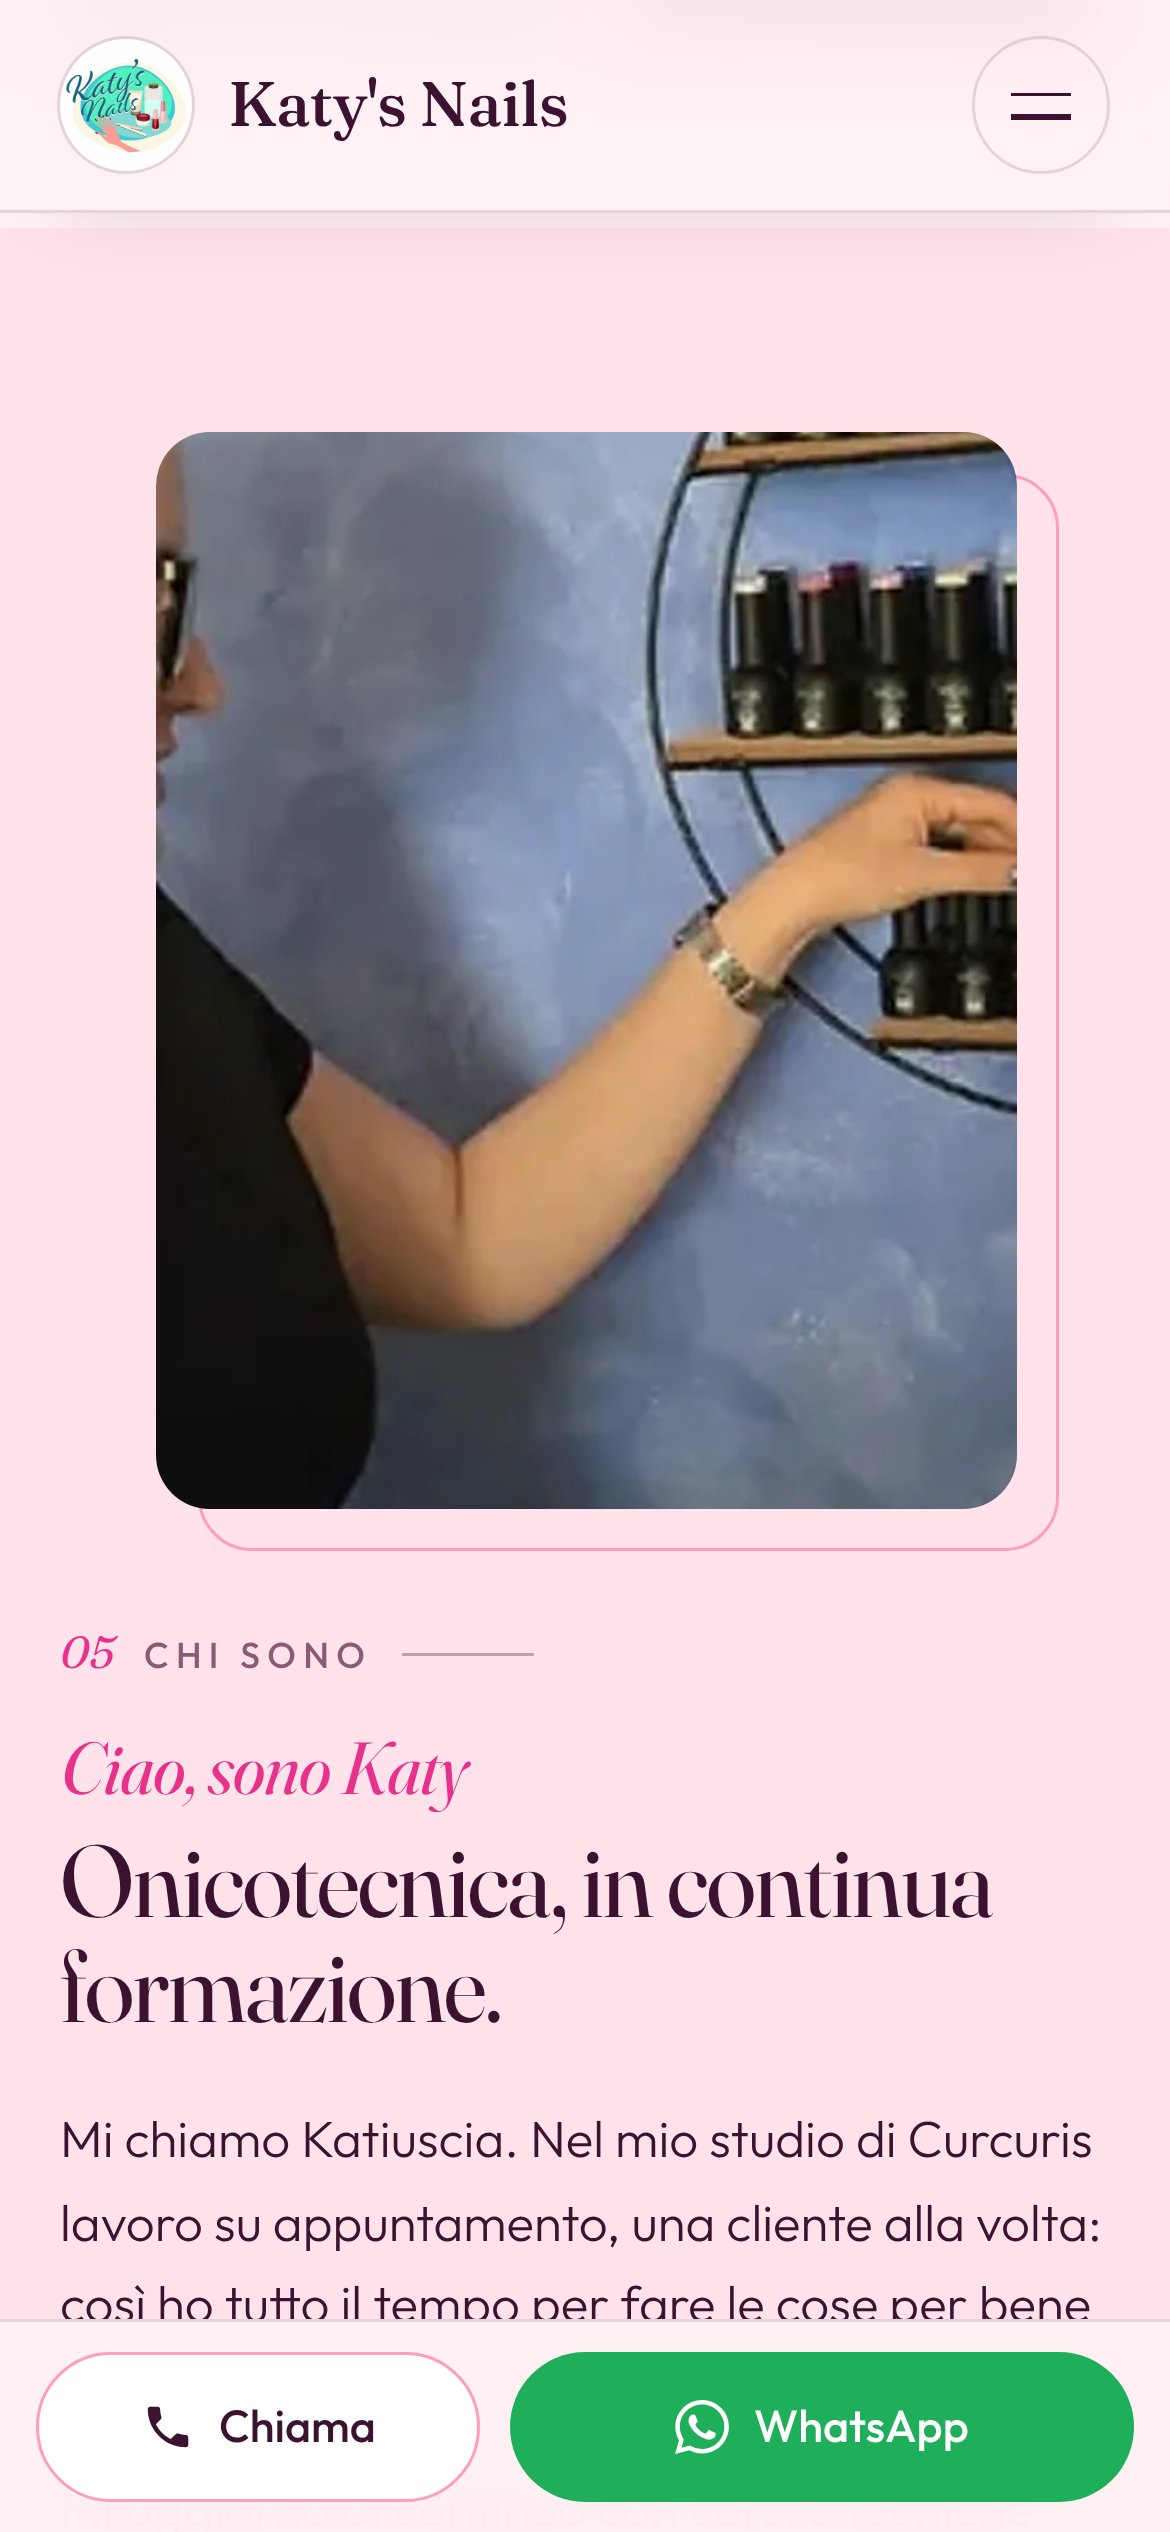 Katy's
Nails
Katy's Nails
05 CHI SONO
Ciao, sono Katy
Onicotecnica, in continua
formazione.
Mi chiamo Katiuscia. Nel mio studio di Curcuris
lavoro su appuntamento, una cliente alla volta:
così ho tutto il tempo per fare le cose per bene
Chiama
WhatsApp